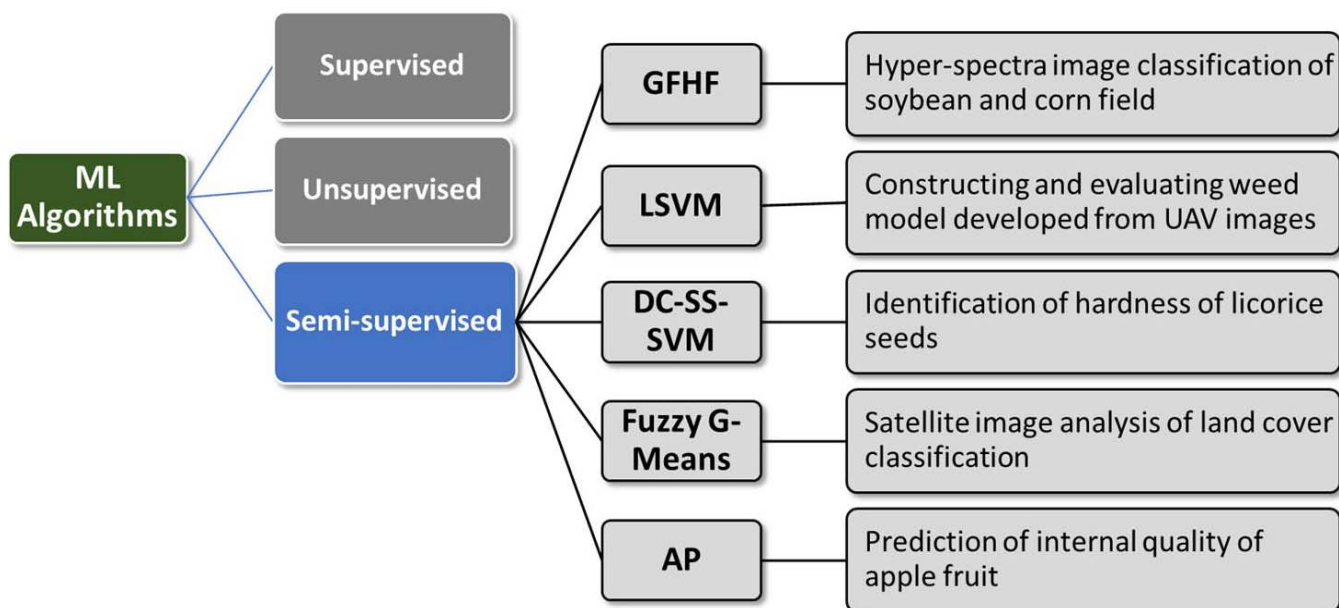 ML
Algorithms
Supervised
Unsupervised
Semi-supervised
GFHF
Hyper-spectra image classification of
soybean and corn field
LSVM
Constructing and evaluating weed
model developed from UAV images
DC-SS-
SVM
Identification of hardness of licorice
seeds
Fuzzy G-
Means
Satellite image analysis of land cover
classification
AP
Prediction of internal quality of
apple fruit